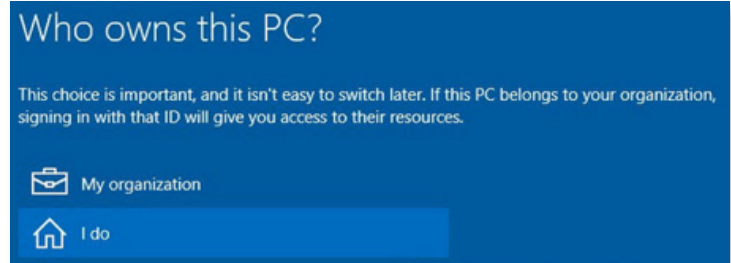 Who owns this PC?
This choice is important, and it isn't easy to switch later. If this PC belongs to your organization,
signing in with that ID will give you access to their resources.
My organization
I do